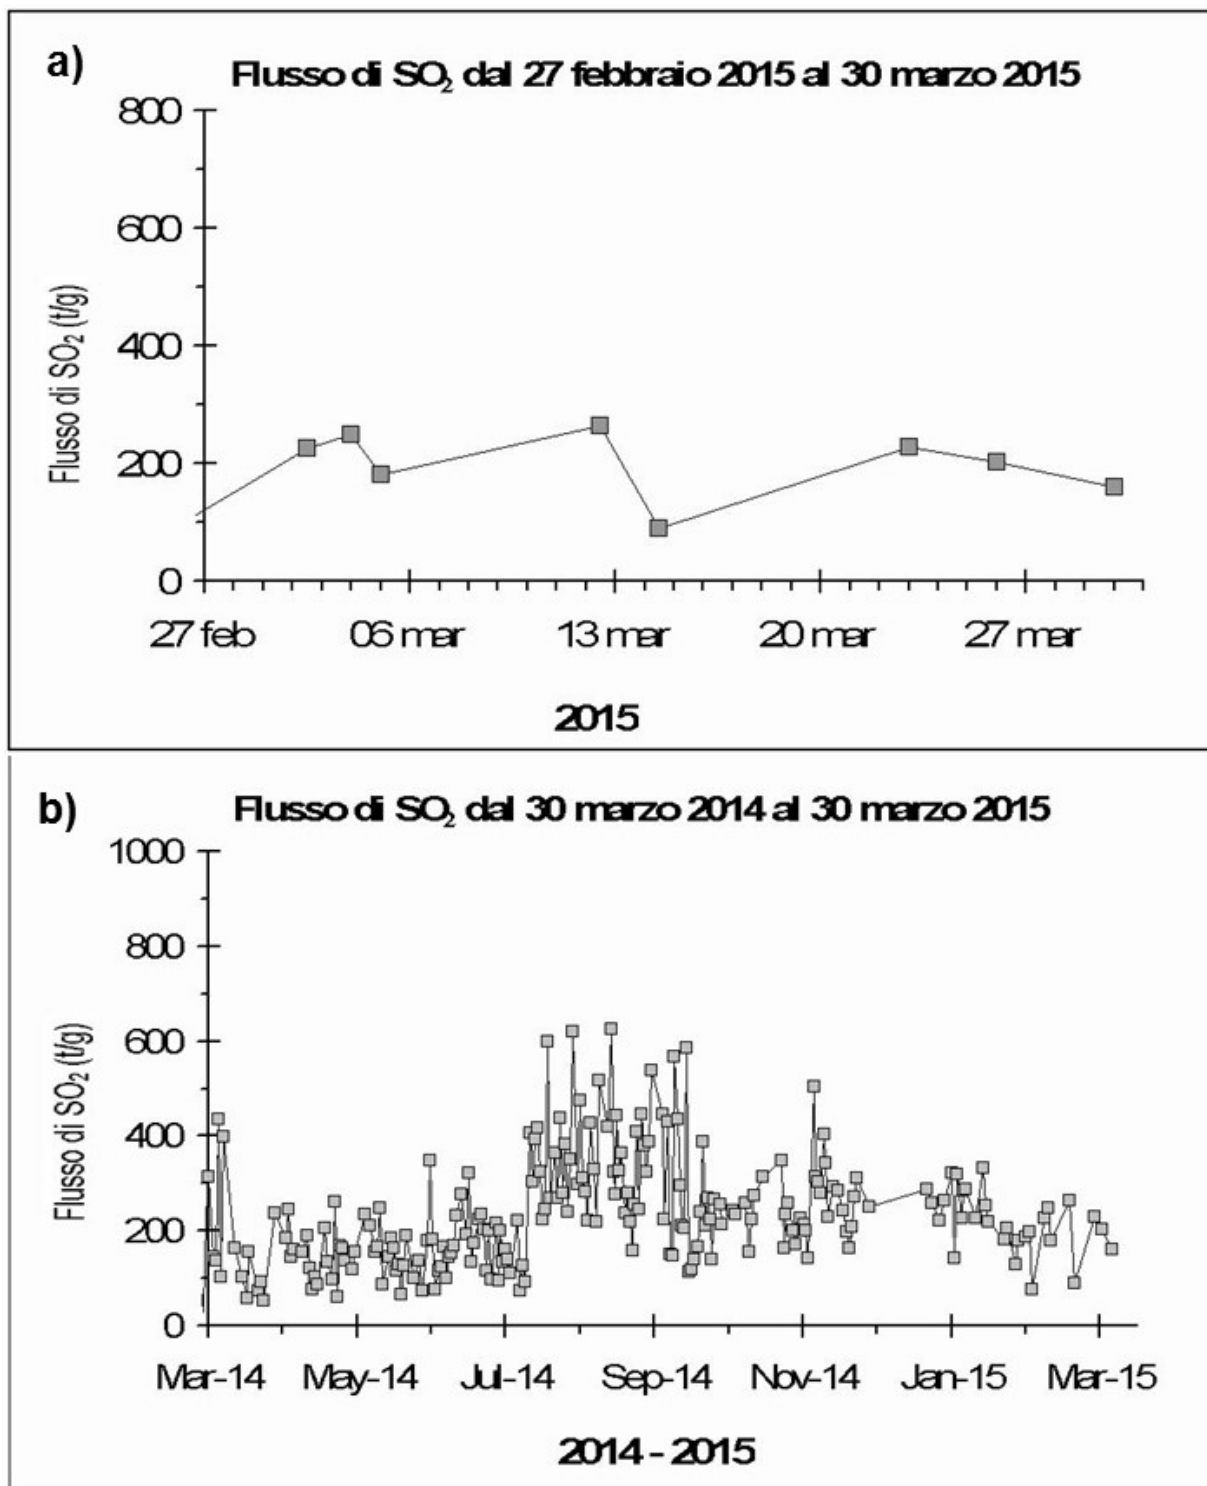 a)
Flusso di SO₂ dal 27 febbraio 2015 al 30 marzo 2015
800
600
400
200
0
Flusso di SO₂ (t/g)
27 feb 06 mar 13 mar 20 mar 27 mar
2015
b)
Flusso di SO₂ dal 30 marzo 2014 al 30 marzo 2015
1000
800
600
400
200
0
Flusso di SO₂ (t/g)
Mar-14 May-14 Jul-14 Sep-14 Nov-14 Jan-15 Mar-15
2014 - 2015